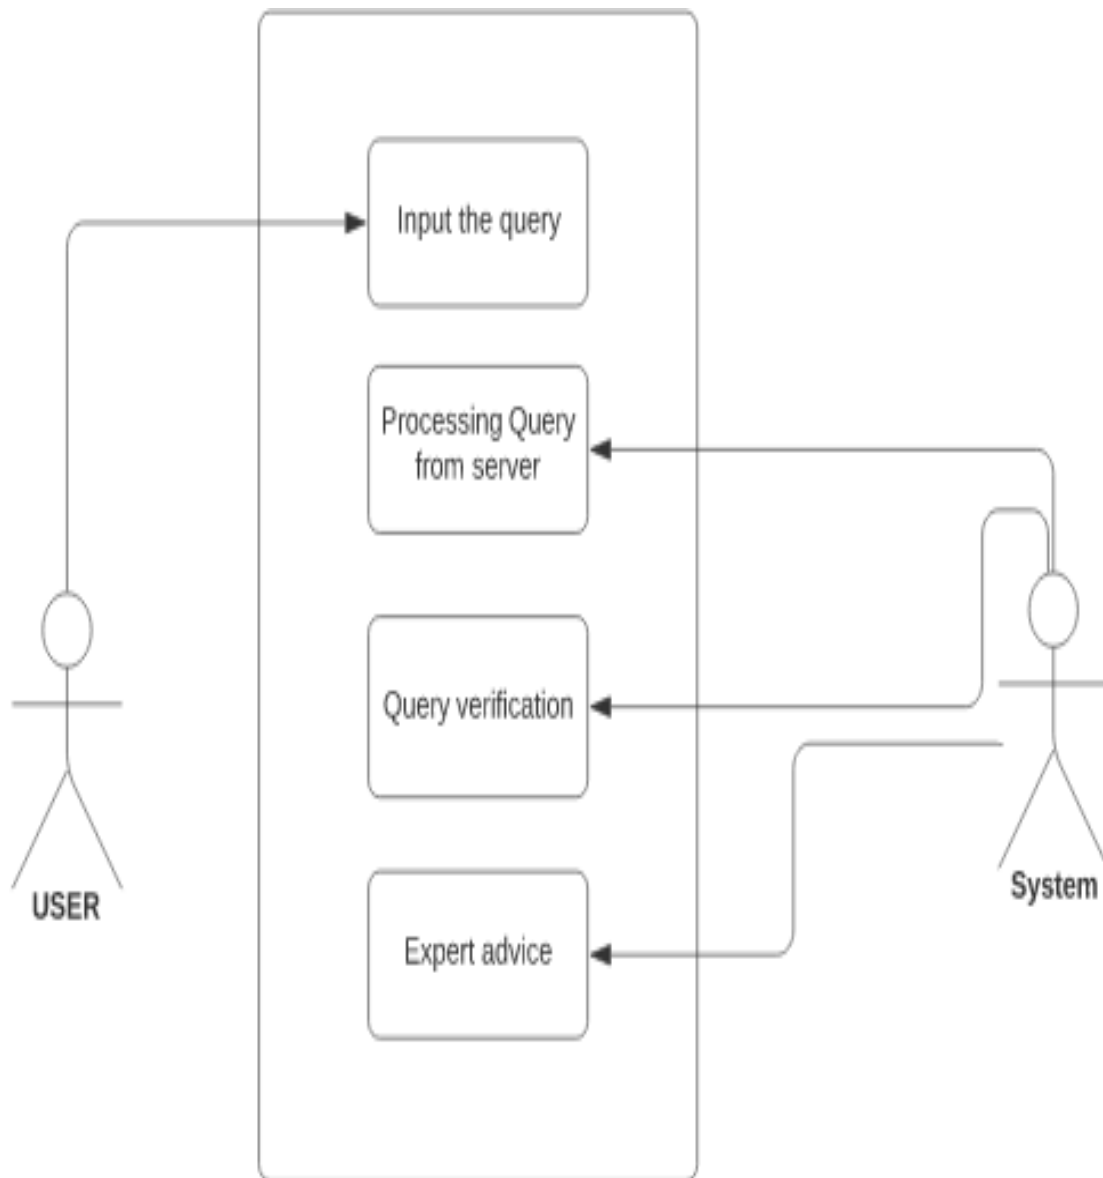 Input the query
Processing Query
from server
Query verification
Expert advice
USER
System